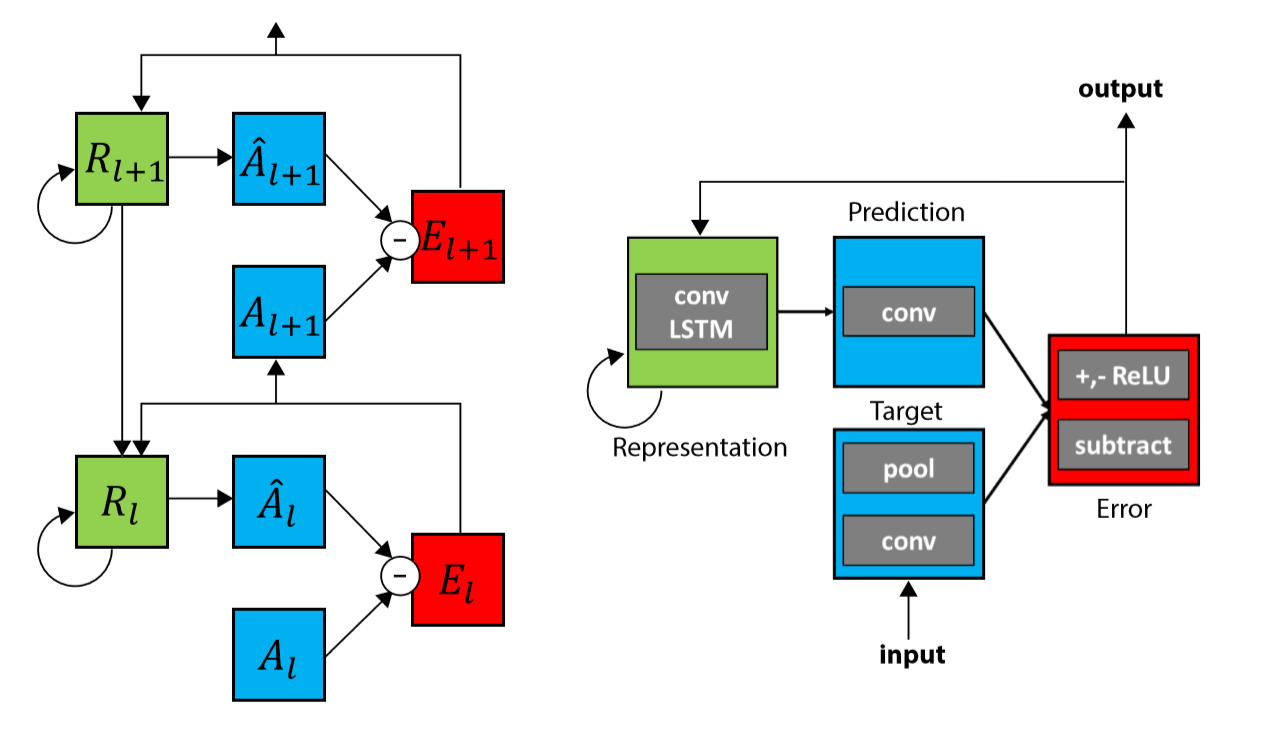 R_{l+1}
Â_{l+1}
−
E_{l+1}
A_{l+1}
R_l
Â_l
−
E_l
A_l
output
Prediction
conv
LSTM
conv
+,- ReLU
Target
Representation
pool
subtract
conv
Error
input